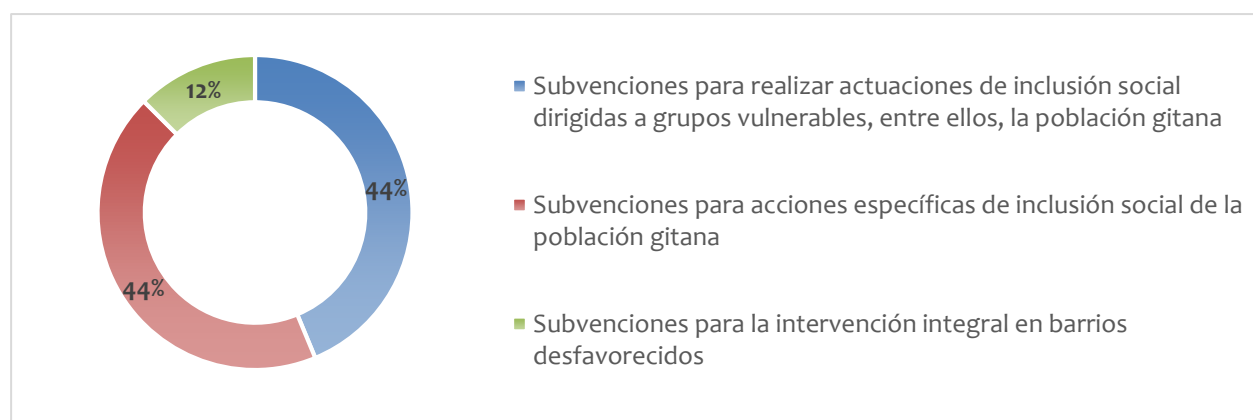 12%
44%
44%
Subvenciones para realizar actuaciones de inclusión social
dirigidas a grupos vulnerables, entre ellos, la población gitana
Subvenciones para acciones específicas de inclusión social de la
población gitana
Subvenciones para la intervención integral en barrios
desfavorecidos